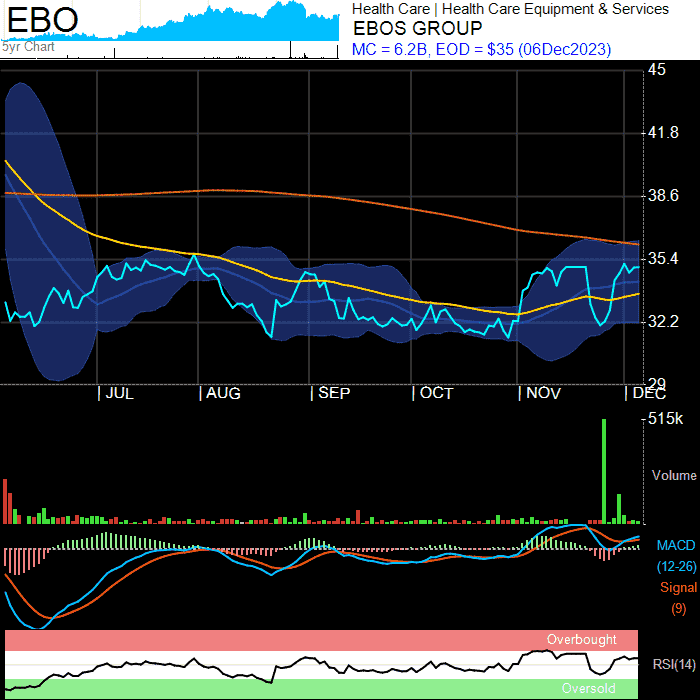 EBO
5yr Chart
Health Care | Health Care Equipment & Services
EBOS GROUP
MC = 6.2B, EOD = $35 (06Dec2023)
45
41.8
38.6
35.4
32.2
29
| JUL
| AUG
| SEP
| OCT
| NOV
| DEC
515k
Volume
MACD
(12-26)
Signal
(9)
Overbought
RSI(14)
Oversold